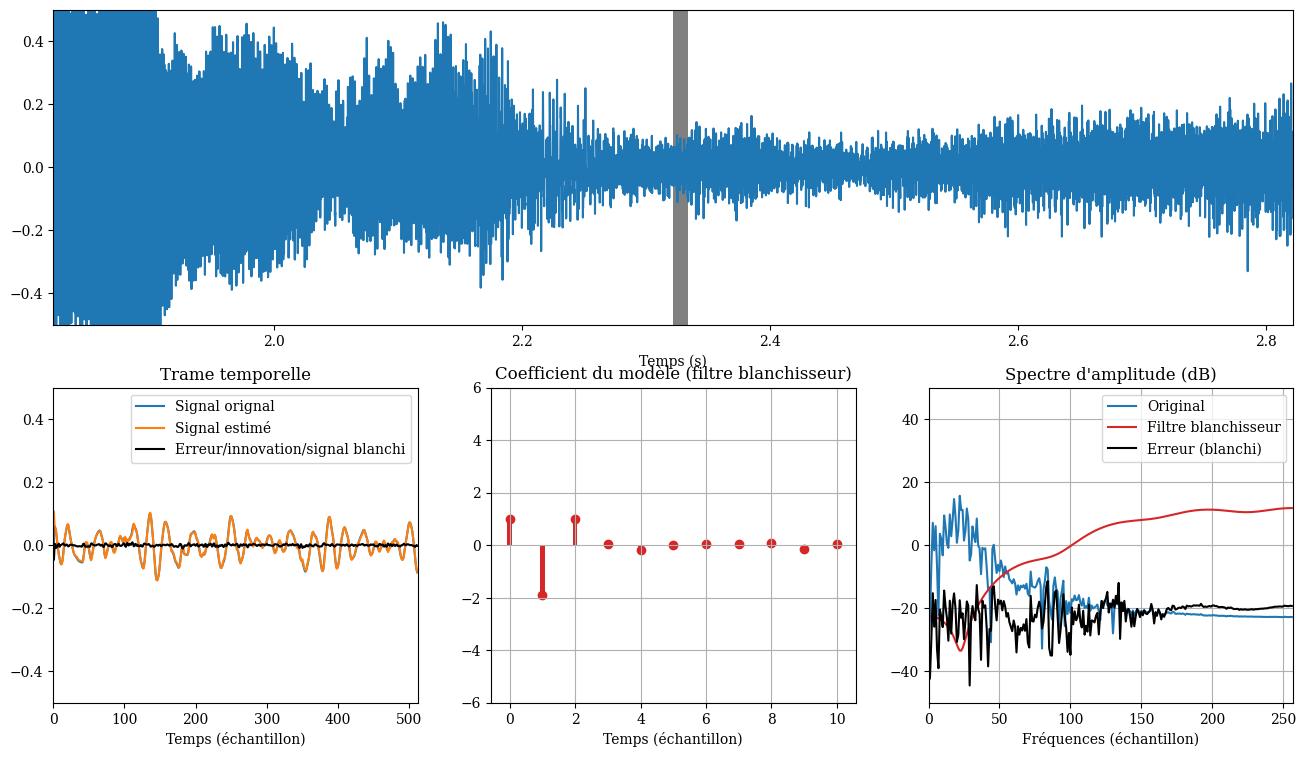 0.4
0.2
0.0
−0.2
−0.4
2.0 2.2 2.4 2.6 2.8
Temps (s)
Trame temporelle
Signal orignal
Signal estimé
Erreur/innovation/signal blanchi
0.4
0.2
0.0
−0.2
−0.4
0 100 200 300 400 500
Temps (échantillon)
Coefficient du modèle (filtre blanchisseur)
6
4
2
0
−2
−4
−6
0 2 4 6 8 10
Temps (échantillon)
Spectre d'amplitude (dB)
Original
Filtre blanchisseur
Erreur (blanchi)
40
20
0
−20
−40
0 50 100 150 200 250
Fréquences (échantillon)